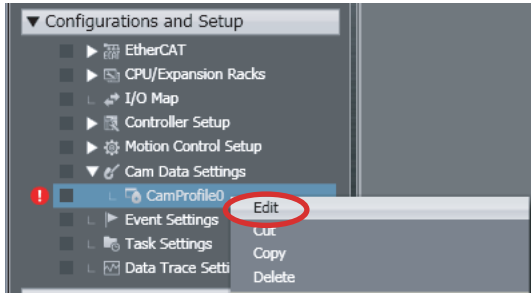 Configurations and Setup
EtherCAT
CPU/Expansion Racks
I/O Map
Controller Setup
Motion Control Setup
Cam Data Settings
CamProfile0
Edit
Event Settings
Cut
Task Settings
Copy
Data Trace Setti
Delete